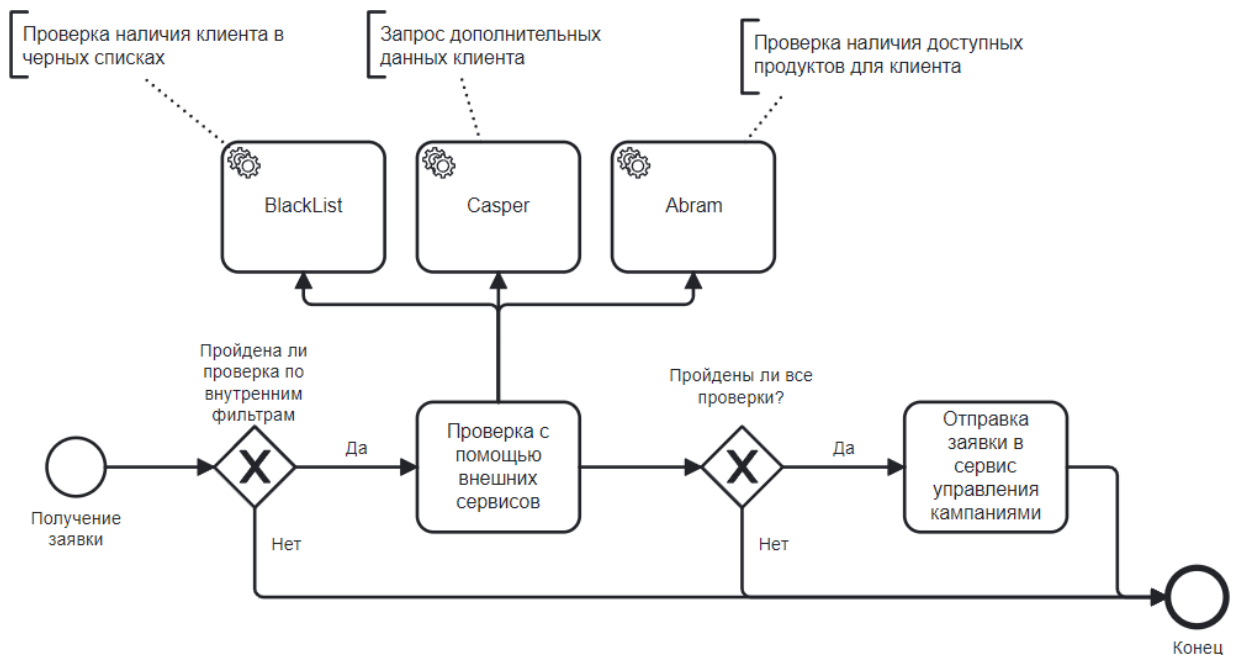 Проверка наличия клиента в
черных списках
Запрос дополнительных
данных клиента
Проверка наличия доступных
продуктов для клиента
BlackList
Casper
Abram
Пройдена ли
проверка по
внутренним
фильтрам
Пройдены ли все
проверки?
Получение
заявки
Да
Нет
Проверка с
помощью
внешних
сервисов
Да
Нет
Отправка
заявки в
сервис
управления
кампаниями
Конец